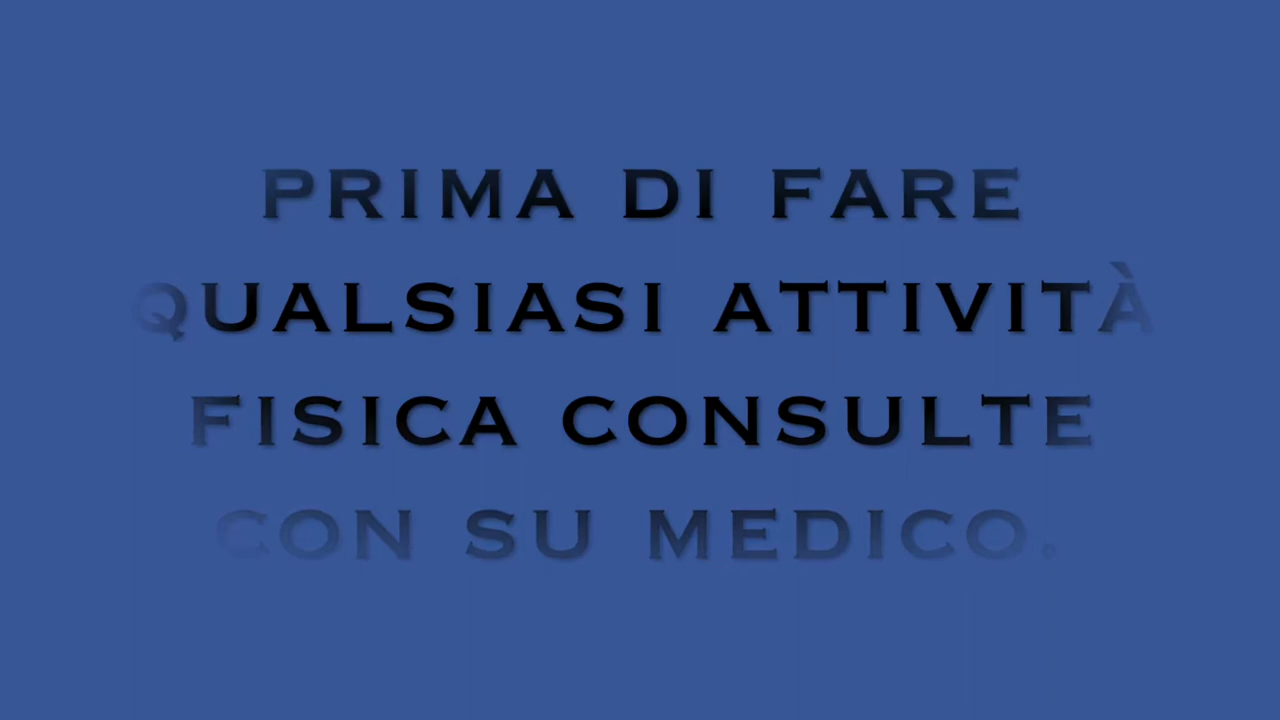 PRIMA DI FARE
QUALSIASI ATTIVITÀ
FISICA CONSULTE
CON SU MEDICO.